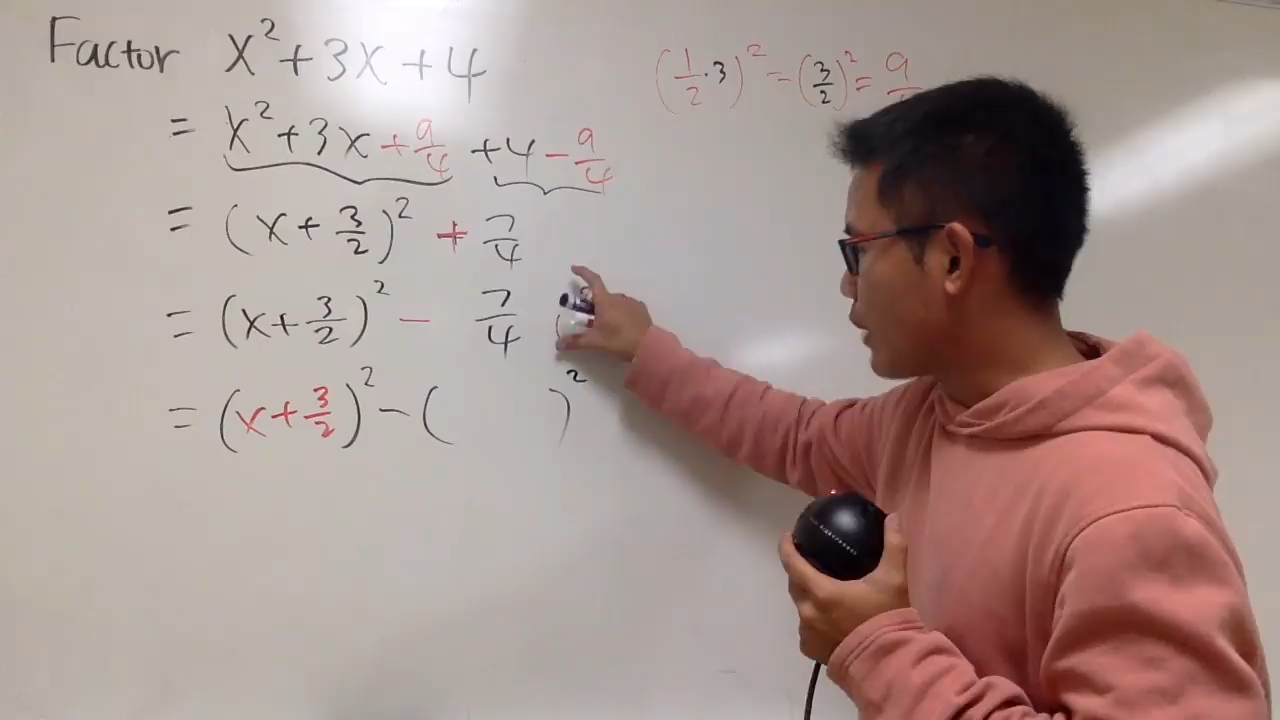 Factor x² + 3x + 4
(1/2 · 3)² = (3/2)² = 9
= x² + 3x + 9/4 + 4 - 9/4
= (x + 3/2)² + 7/4
= (x + 3/2)² - 7/4
= (x + 3/2)² - ( )²